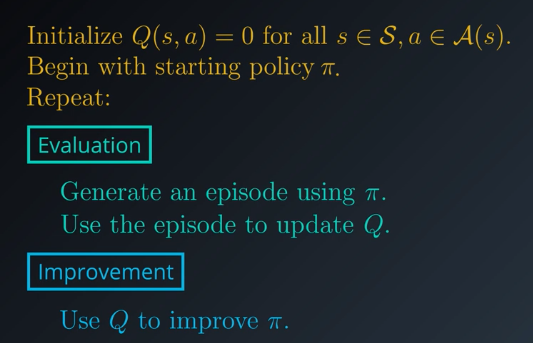 Initialize Q(s, a) = 0 for all s ∈ 𝒮, a ∈ 𝒜(s).
Begin with starting policy π.
Repeat:
Evaluation
Generate an episode using π.
Use the episode to update Q.
Improvement
Use Q to improve π.